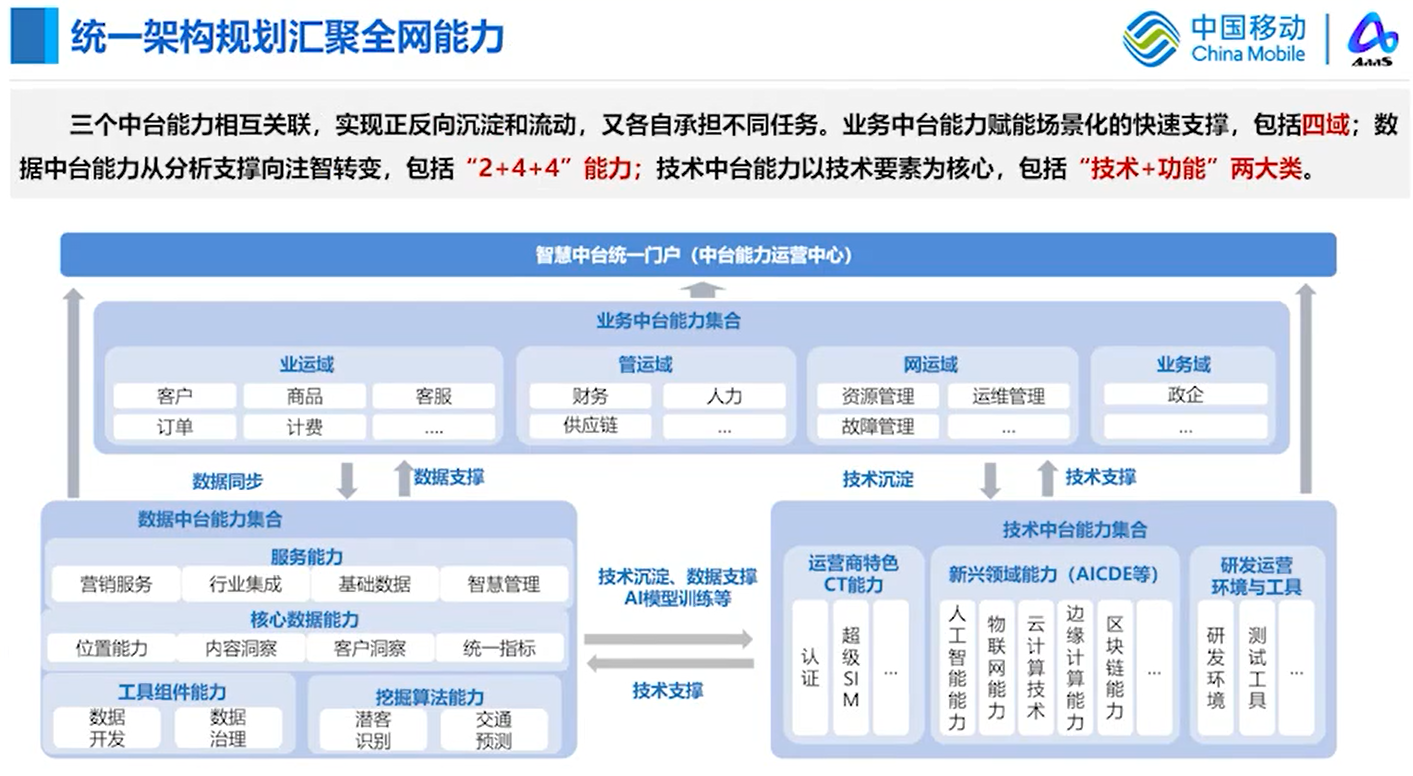 统一架构规划汇聚全网能力
中国移动
China Mobile
AaaS
三个中台能力相互关联，实现正反向沉淀和流动，又各自承担不同任务。业务中台能力赋能场景化的快速支撑，包括四域；数
据中台能力从分析支撑向注智转变，包括“2+4+4”能力；技术中台能力以技术要素为核心，包括“技术+功能”两大类。
智慧中台统一门户（中台能力运营中心）
业务中台能力集合
业运域
客户
商品
客服
订单
计费
....
管运域
财务
人力
供应链
...
网运域
资源管理
运维管理
故障管理
...
业务域
政企
...
数据同步
数据支撑
技术沉淀
技术支撑
数据中台能力集合
服务能力
营销服务
行业集成
基础数据
智慧管理
核心数据能力
位置能力
内容洞察
客户洞察
统一指标
工具组件能力
数据
开发
数据
治理
挖掘算法能力
潜客
识别
交通
预测
技术沉淀、数据支撑
AI模型训练等
技术支撑
技术中台能力集合
运营商特色
CT能力
认证
超级SIM
...
新兴领域能力（AICDE等）
人工智能能力
物联网能力
云计算技术
边缘计算能力
区块链能力
...
研发运营
环境与工具
研发环境
测试工具
...